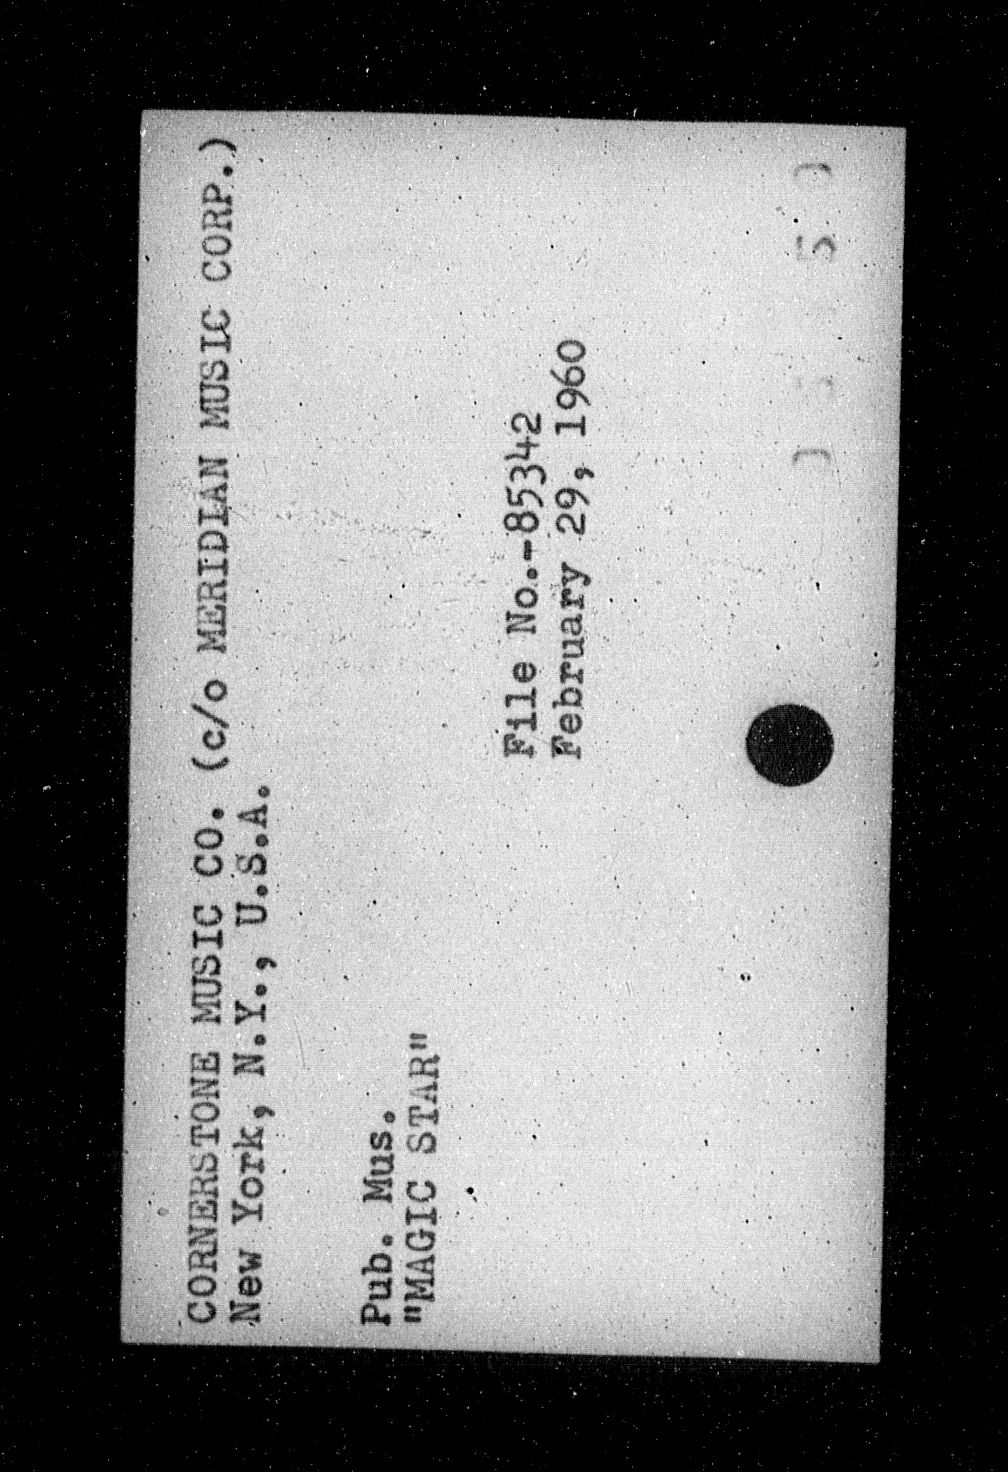 CORNERSTONE MUSIC CO. (c/o MERIDIAN MUSIC CORP.)
New York, N.Y., U.S.A.
Pub. Mus.
"MAGIC STAR"
File No.-85342
February 29, 1960